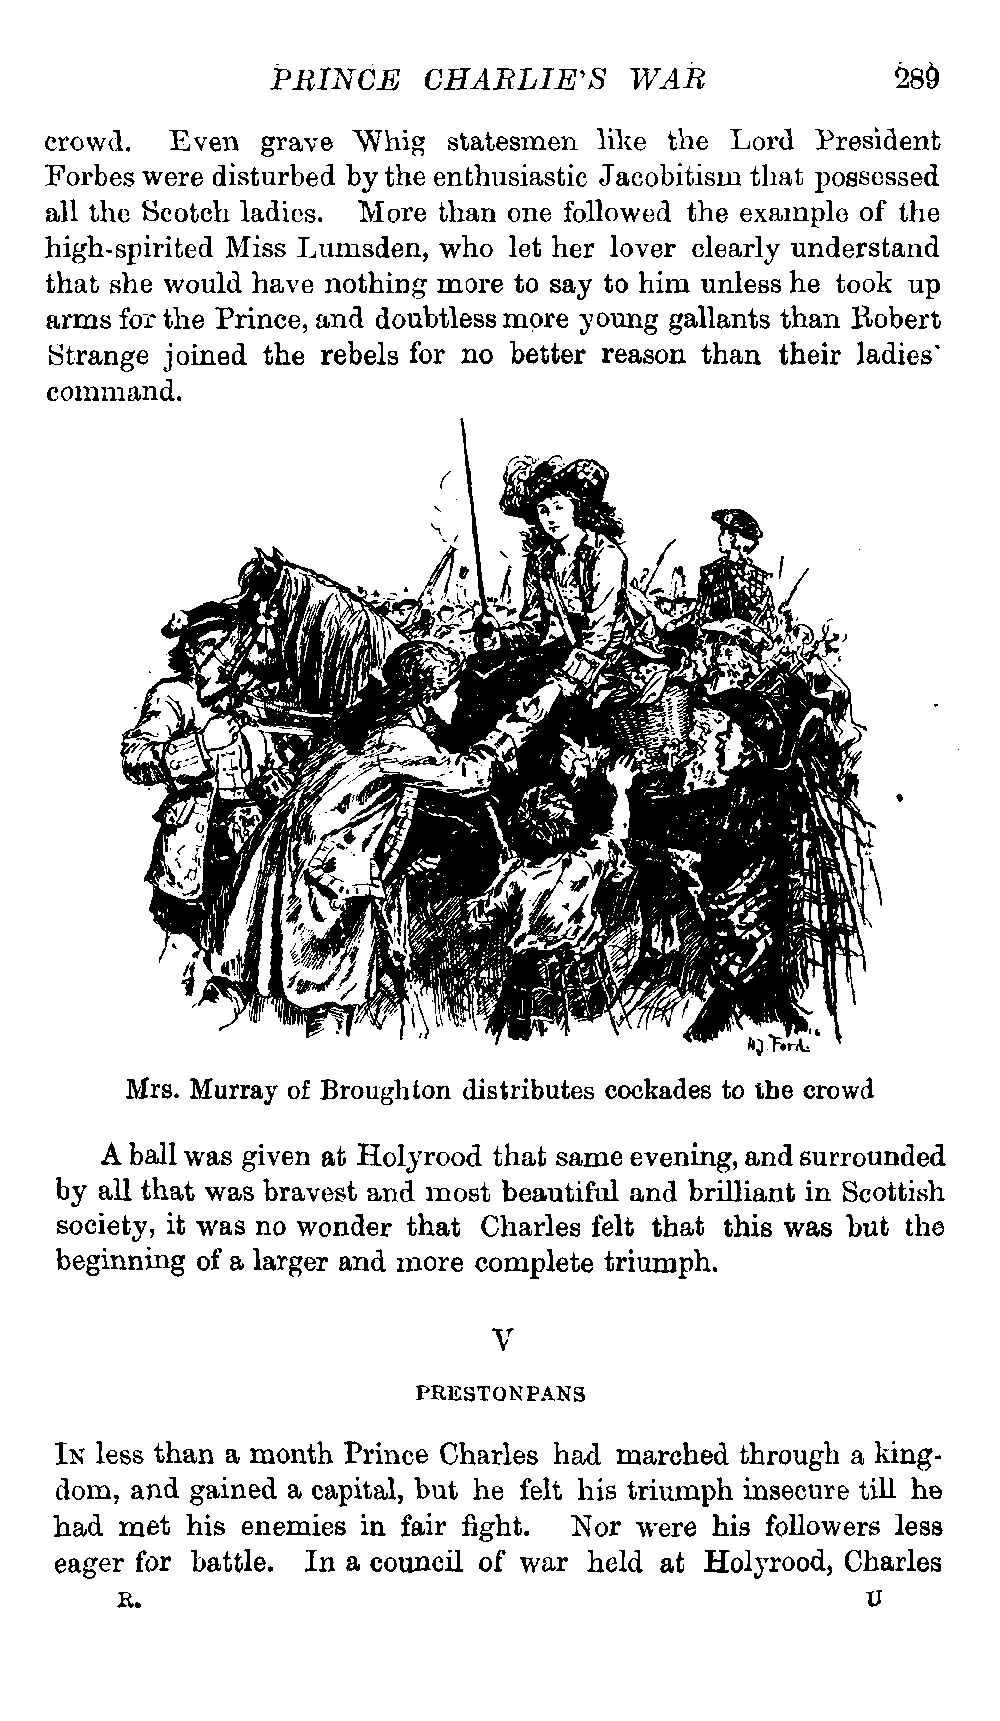 PRINCE CHARLIE'S WAR 289
crowd. Even grave Whig statesmen like the Lord President
Forbes were disturbed by the enthusiastic Jacobitism that possessed
all the Scotch ladies. More than one followed the example of the
high-spirited Miss Lumsden, who let her lover clearly understand
that she would have nothing more to say to him unless he took up
arms for the Prince, and doubtless more young gallants than Robert
Strange joined the rebels for no better reason than their ladies'
command.
HJ. Ford.
Mrs. Murray of Broughton distributes cockades to the crowd
A ball was given at Holyrood that same evening, and surrounded
by all that was bravest and most beautiful and brilliant in Scottish
society, it was no wonder that Charles felt that this was but the
beginning of a larger and more complete triumph.
V
PRESTONPANS
IN less than a month Prince Charles had marched through a king-
dom, and gained a capital, but he felt his triumph insecure till he
had met his enemies in fair fight. Nor were his followers less
eager for battle. In a council of war held at Holyrood, Charles
R. U